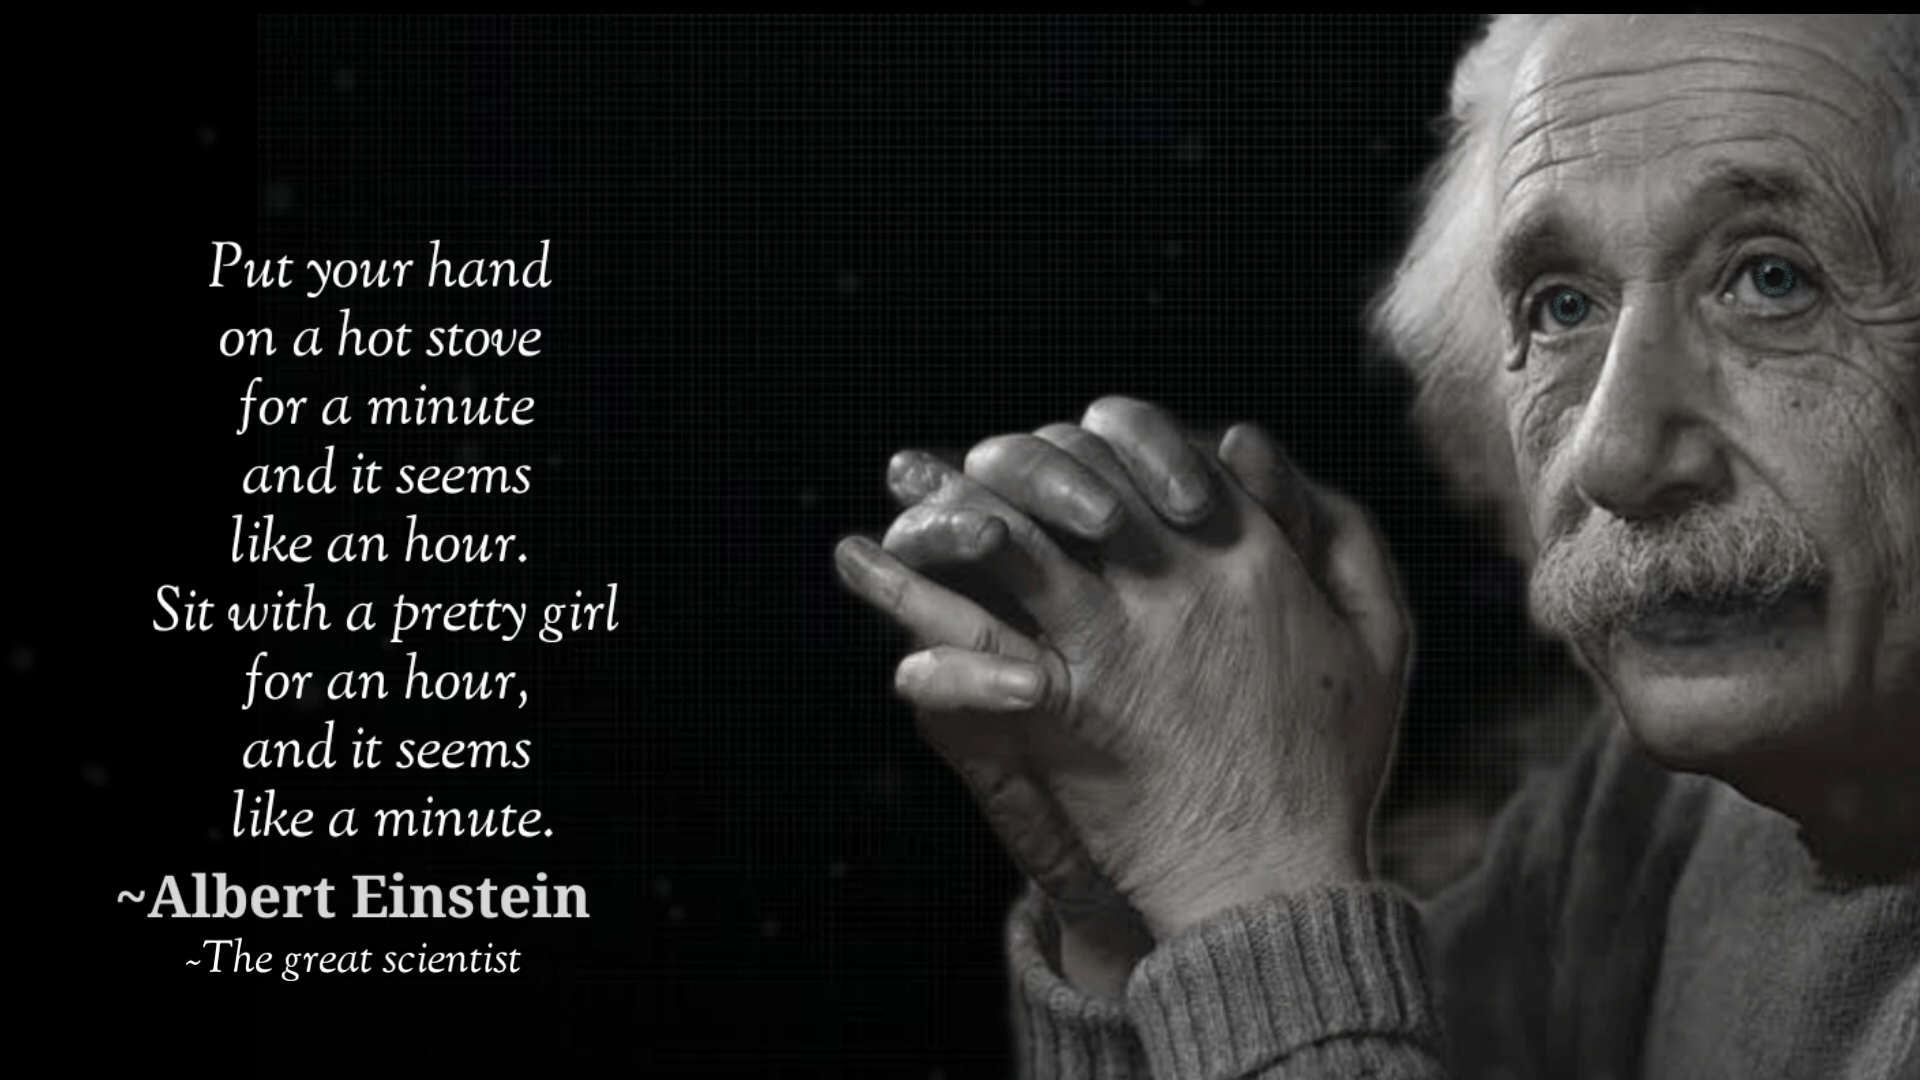 Put your hand
on a hot stove
for a minute
and it seems
like an hour.
Sit with a pretty girl
for an hour,
and it seems
like a minute.
~Albert Einstein
~The great scientist